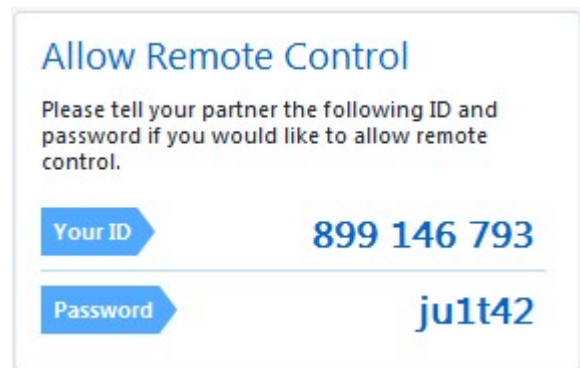 Allow Remote Control
Please tell your partner the following ID and
password if you would like to allow remote
control.
Your ID 899 146 793
Password ju1t42